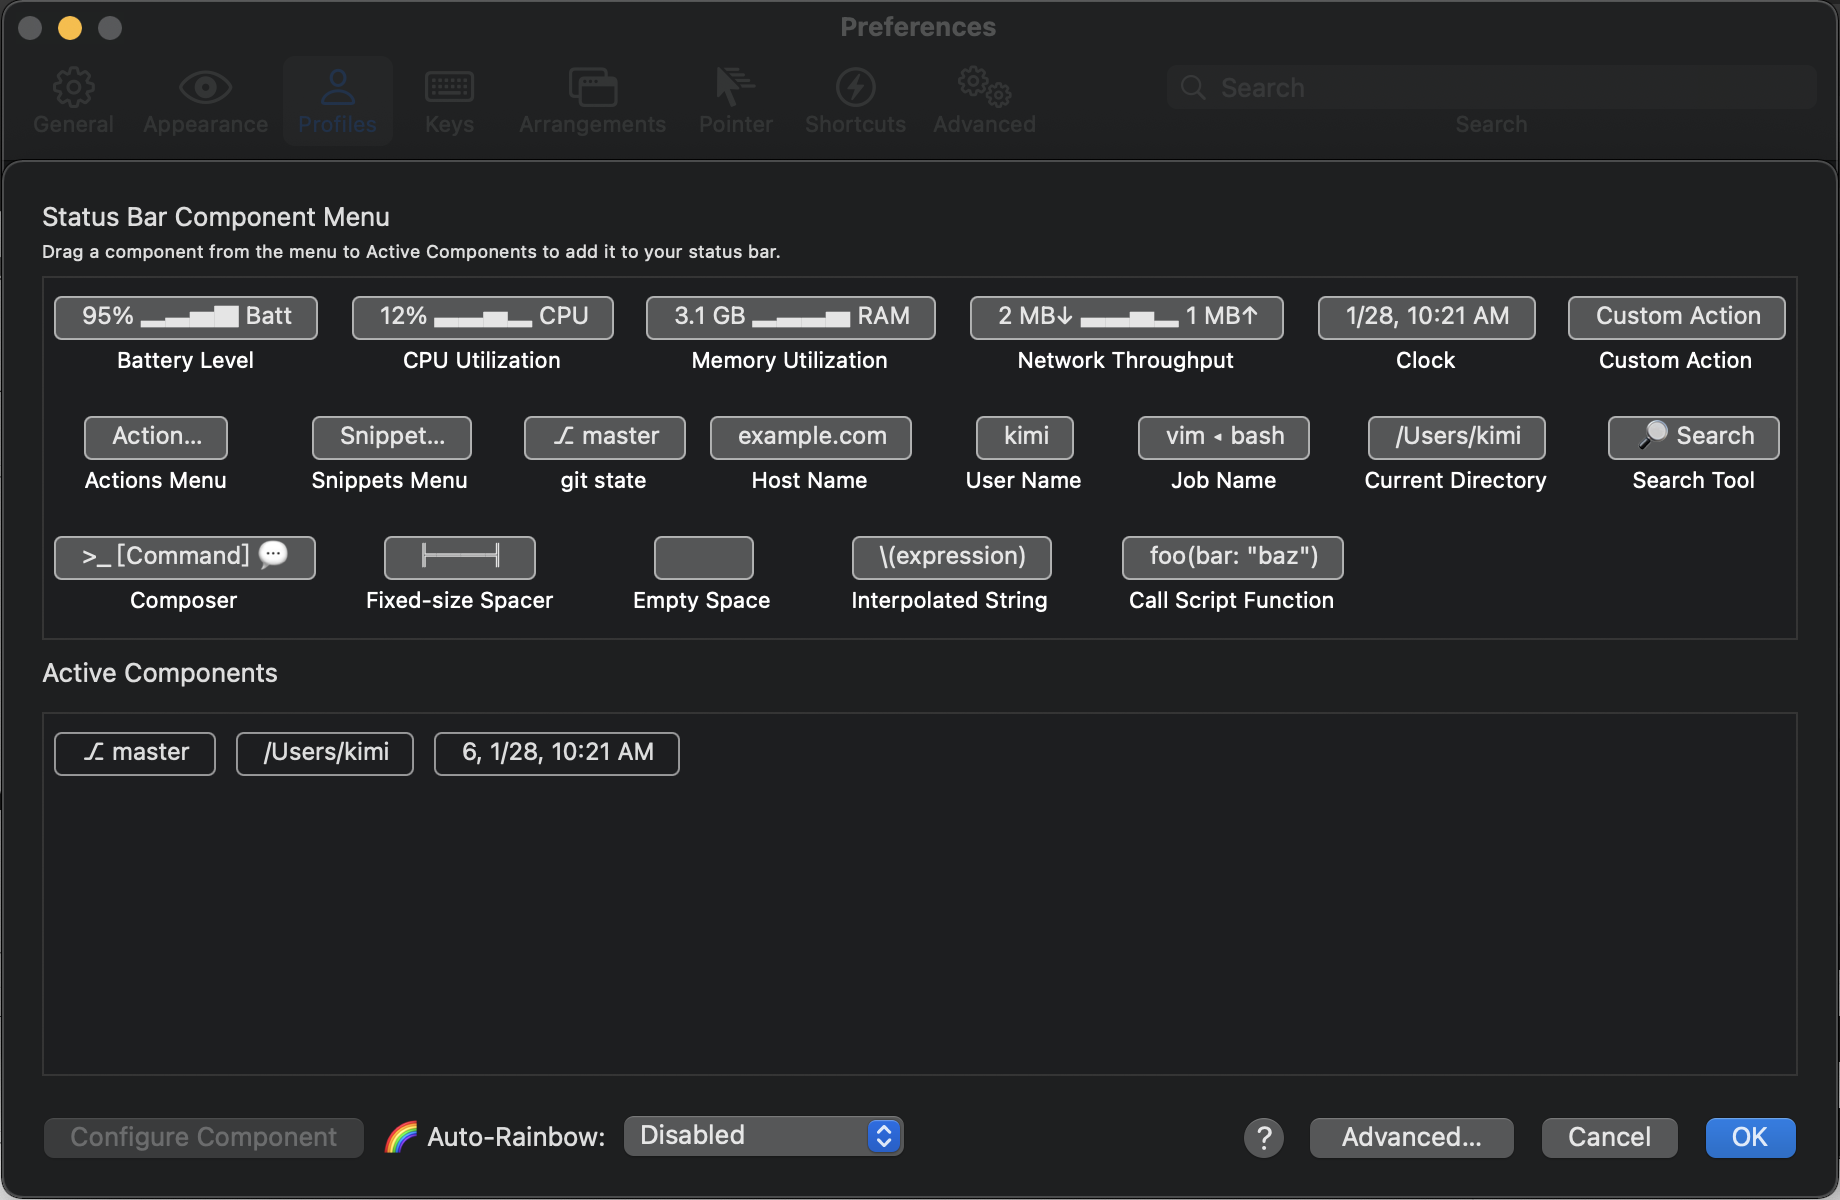 Preferences
General Appearance Profiles Keys Arrangements Pointer Shortcuts Advanced Search
Search
Status Bar Component Menu
Drag a component from the menu to Active Components to add it to your status bar.
95% Batt 12% CPU 3.1 GB RAM 2 MB↓ 1 MB↑ 1/28, 10:21 AM Custom Action
Battery Level CPU Utilization Memory Utilization Network Throughput Clock Custom Action
Action... Snippet... ⎇ master example.com kimi vim ◂ bash /Users/kimi 🔎 Search
Actions Menu Snippets Menu git state Host Name User Name Job Name Current Directory Search Tool
>_ [Command] 💬 \(expression) foo(bar: "baz")
Composer Fixed-size Spacer Empty Space Interpolated String Call Script Function
Active Components
⎇ master /Users/kimi 6, 1/28, 10:21 AM
Configure Component 🌈 Auto-Rainbow: Disabled ? Advanced... Cancel OK